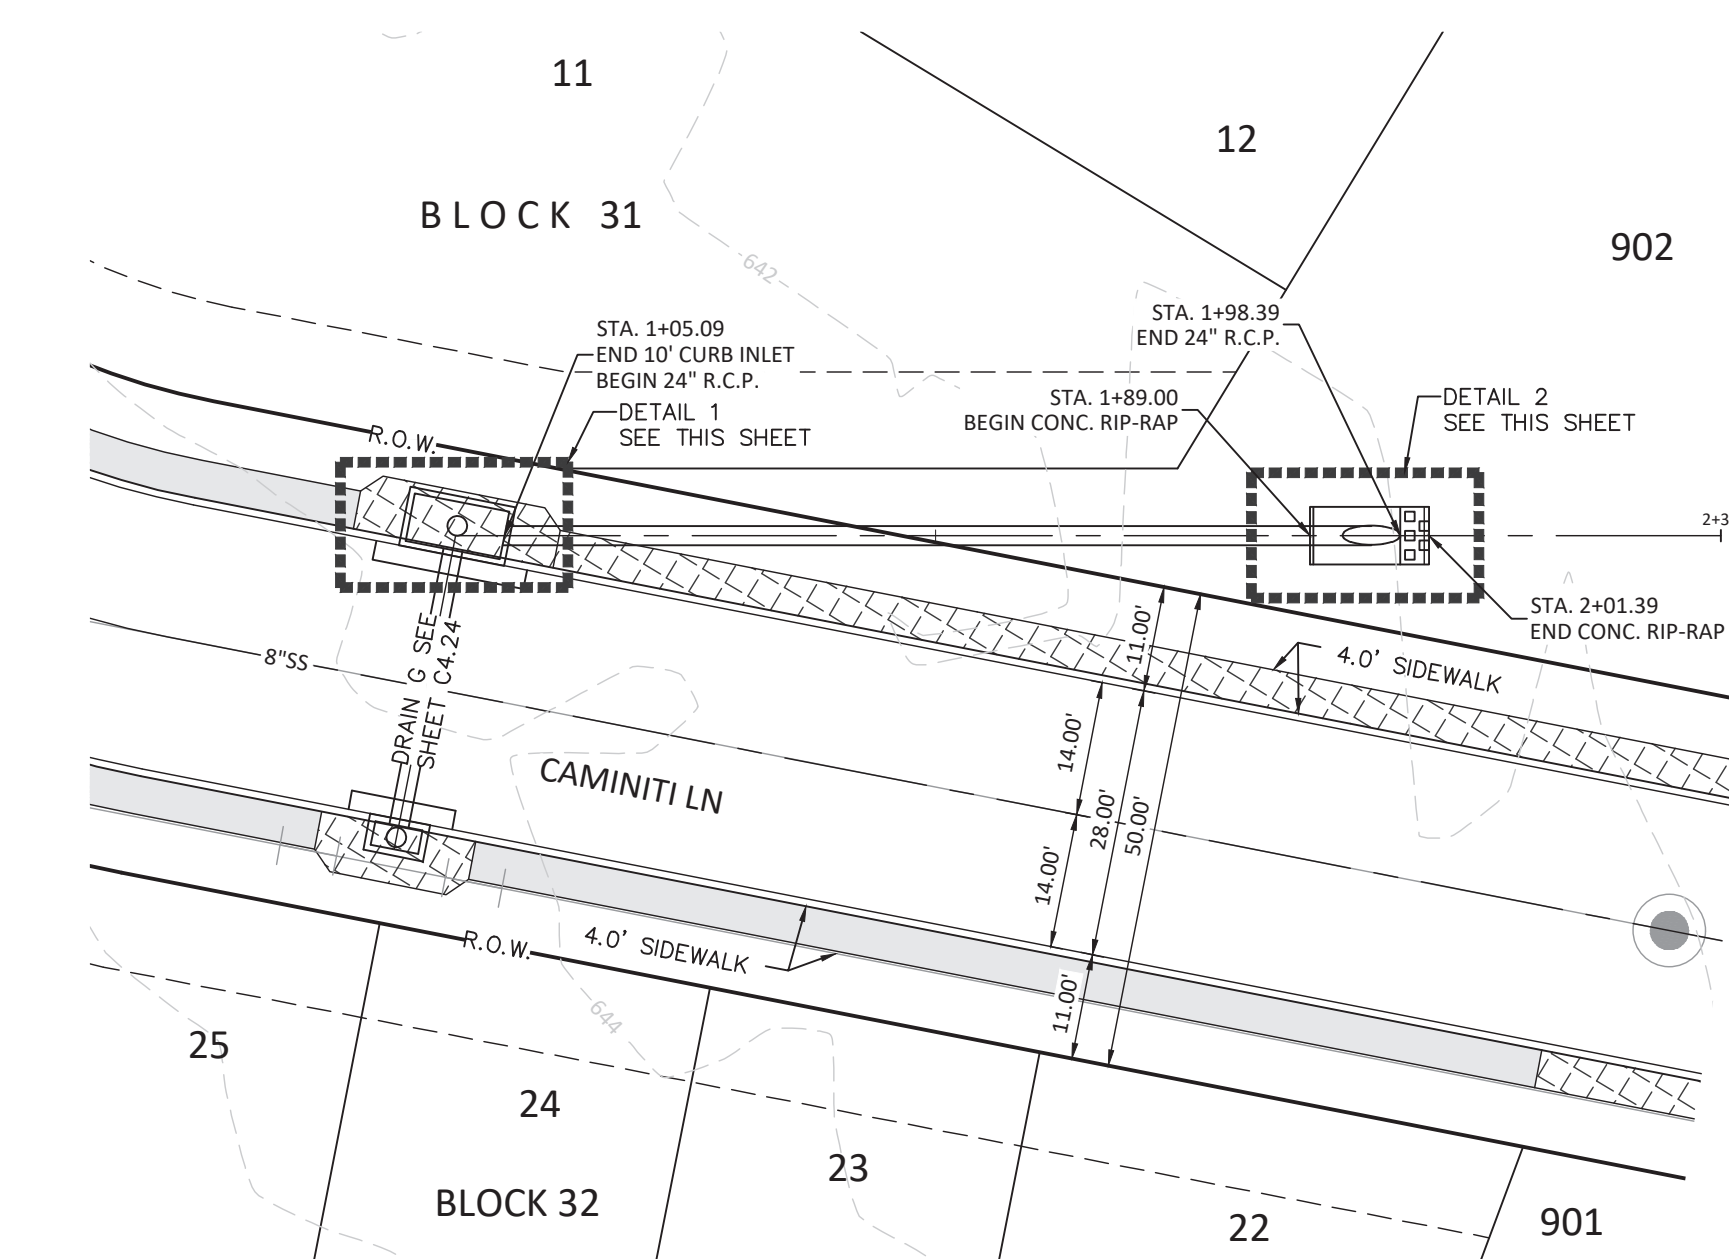 11
12
BLOCK 31
902
642
STA. 1+98.39
END 24" R.C.P.
STA. 1+05.09
END 10' CURB INLET
BEGIN 24" R.C.P.
DETAIL 1
SEE THIS SHEET
STA. 1+89.00
BEGIN CONC. RIP-RAP
DETAIL 2
SEE THIS SHEET
R.O.W.
2+3
STA. 2+01.39
END CONC. RIP-RAP
11.00'
4.0' SIDEWALK
8"SS
DRAIN G SEE
SHEET C4.24
14.00'
CAMINITI LN
28.00'
50.00'
14.00'
R.O.W.
4.0' SIDEWALK
11.00'
644
25
24
23
BLOCK 32
22
901